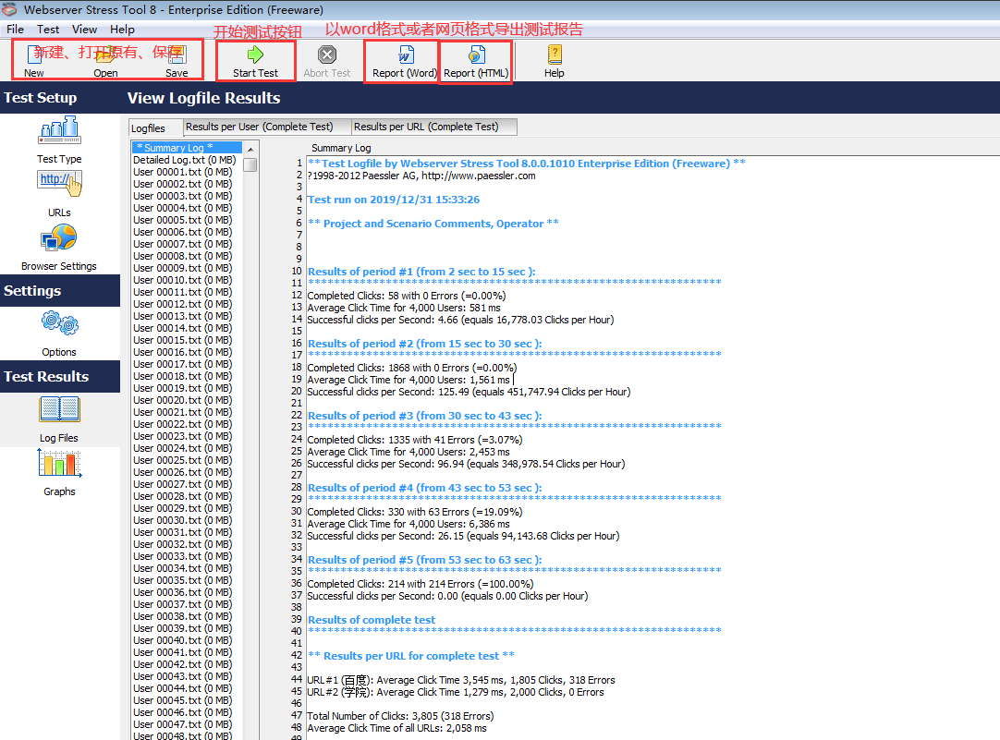 Webserver Stress Tool 8 - Enterprise Edition (Freeware)
File Test View Help
开始测试按钮
以word格式或者网页格式导出测试报告
新建、打开原有、保存
New Open Save Start Test Abort Test Report (Word) Report (HTML) Help
Test Setup
View Logfile Results
Test Type
http://
URLs
Browser Settings
Settings
Options
Test Results
Log Files
Graphs
Logfiles Results per User (Complete Test) Results per URL (Complete Test)
* Summary Log *
Detailed Log.txt (0 MB)
User 00001.txt (0 MB)
User 00002.txt (0 MB)
User 00003.txt (0 MB)
User 00004.txt (0 MB)
User 00005.txt (0 MB)
User 00006.txt (0 MB)
User 00007.txt (0 MB)
User 00008.txt (0 MB)
User 00009.txt (0 MB)
User 00010.txt (0 MB)
User 00011.txt (0 MB)
User 00012.txt (0 MB)
User 00013.txt (0 MB)
User 00014.txt (0 MB)
User 00015.txt (0 MB)
User 00016.txt (0 MB)
User 00017.txt (0 MB)
User 00018.txt (0 MB)
User 00019.txt (0 MB)
User 00020.txt (0 MB)
User 00021.txt (0 MB)
User 00022.txt (0 MB)
User 00023.txt (0 MB)
User 00024.txt (0 MB)
User 00025.txt (0 MB)
User 00026.txt (0 MB)
User 00027.txt (0 MB)
User 00028.txt (0 MB)
User 00029.txt (0 MB)
User 00030.txt (0 MB)
User 00031.txt (0 MB)
User 00032.txt (0 MB)
User 00033.txt (0 MB)
User 00034.txt (0 MB)
User 00035.txt (0 MB)
User 00036.txt (0 MB)
User 00037.txt (0 MB)
User 00038.txt (0 MB)
User 00039.txt (0 MB)
User 00040.txt (0 MB)
User 00041.txt (0 MB)
User 00042.txt (0 MB)
User 00043.txt (0 MB)
User 00044.txt (0 MB)
User 00045.txt (0 MB)
User 00046.txt (0 MB)
User 00047.txt (0 MB)
User 00048.txt (0 MB)
Summary Log
1 **Test Logfile by Webserver Stress Tool 8.0.0.1010 Enterprise Edition (Freeware) **
2 ?1998-2012 Paessler AG, http://www.paessler.com
3
4 Test run on 2019/12/31 15:33:26
5
6 ** Project and Scenario Comments, Operator **
7
8
9
10 Results of period #1 (from 2 sec to 15 sec ):
11 ****************************************************************
12 Completed Clicks: 58 with 0 Errors (=0.00%)
13 Average Click Time for 4,000 Users: 581 ms
14 Successful clicks per Second: 4.66 (equals 16,778.03 Clicks per Hour)
15
16 Results of period #2 (from 15 sec to 30 sec ):
17 ****************************************************************
18 Completed Clicks: 1868 with 0 Errors (=0.00%)
19 Average Click Time for 4,000 Users: 1,561 ms
20 Successful clicks per Second: 125.49 (equals 451,747.94 Clicks per Hour)
21
22 Results of period #3 (from 30 sec to 43 sec ):
23 ****************************************************************
24 Completed Clicks: 1335 with 41 Errors (=3.07%)
25 Average Click Time for 4,000 Users: 2,453 ms
26 Successful clicks per Second: 96.94 (equals 348,978.54 Clicks per Hour)
27
28 Results of period #4 (from 43 sec to 53 sec ):
29 ****************************************************************
30 Completed Clicks: 330 with 63 Errors (=19.09%)
31 Average Click Time for 4,000 Users: 6,386 ms
32 Successful clicks per Second: 26.15 (equals 94,143.68 Clicks per Hour)
33
34 Results of period #5 (from 53 sec to 63 sec ):
35 ****************************************************************
36 Completed Clicks: 214 with 214 Errors (=100.00%)
37 Successful clicks per Second: 0.00 (equals 0.00 Clicks per Hour)
38
39 Results of complete test
40 ****************************************************************
41
42 ** Results per URL for complete test **
43
44 URL#1 (百度): Average Click Time 3,545 ms, 1,805 Clicks, 318 Errors
45 URL#2 (学院): Average Click Time 1,279 ms, 2,000 Clicks, 0 Errors
46
47 Total Number of Clicks: 3,805 (318 Errors)
48 Average Click Time of all URLs: 2,058 ms
49